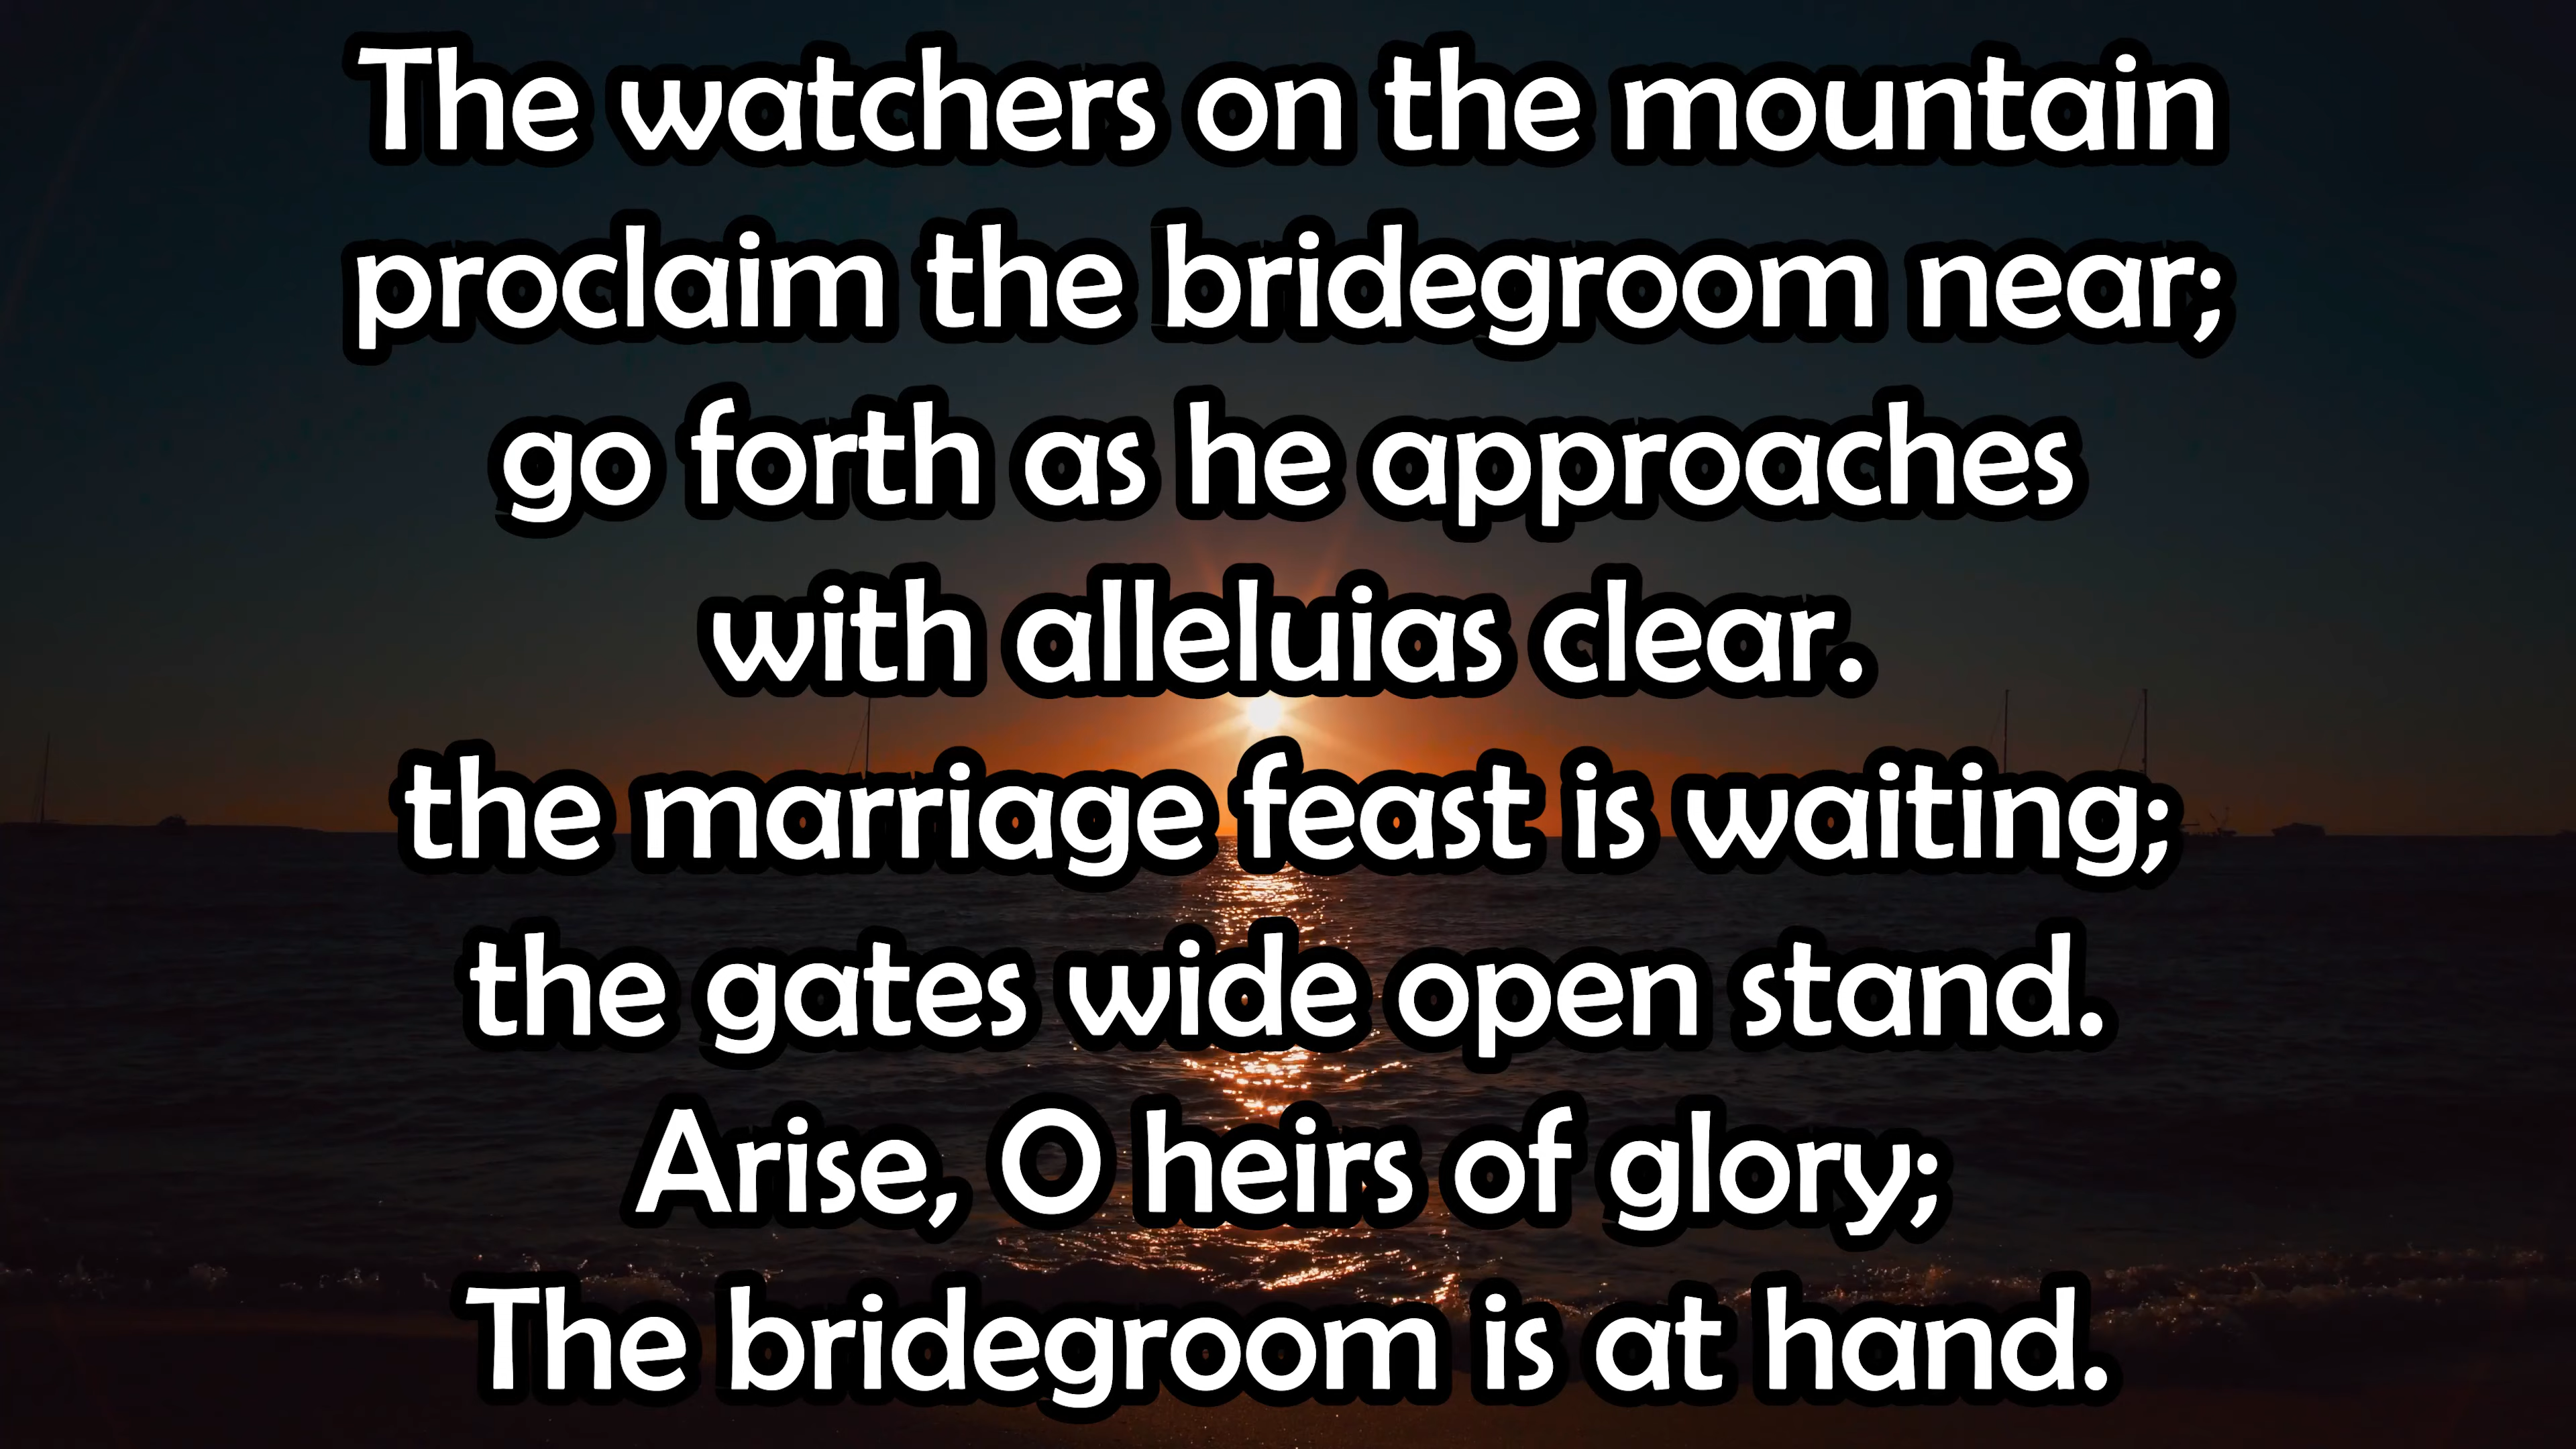 The watchers on the mountain
proclaim the bridegroom near;
go forth as he approaches
with alleluias clear.
the marriage feast is waiting;
the gates wide open stand.
Arise, O heirs of glory;
The bridegroom is at hand.